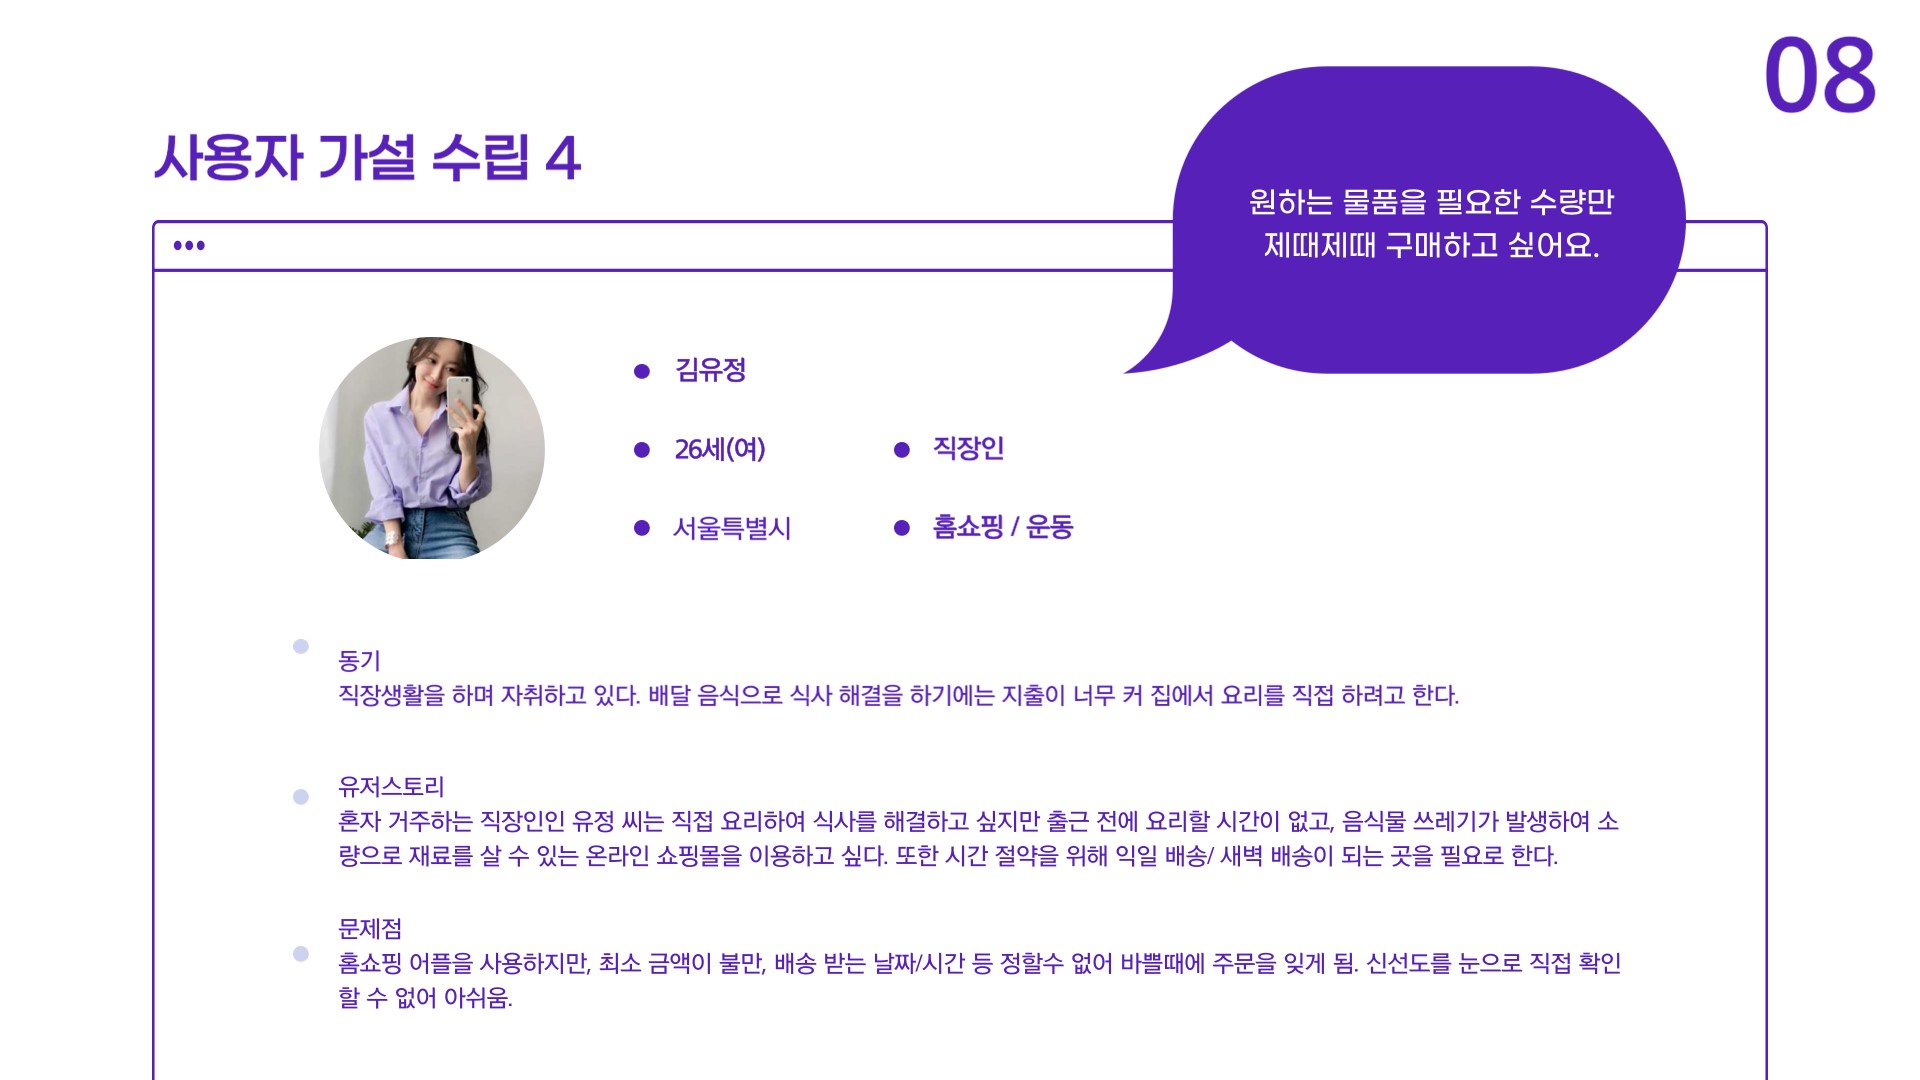 08
사용자 가설 수립 4
원하는 물품을 필요한 수량만
제때제때 구매하고 싶어요.
김유정
26세(여)
직장인
서울특별시
홈쇼핑 / 운동
동기
직장생활을 하며 자취하고 있다. 배달 음식으로 식사 해결을 하기에는 지출이 너무 커 집에서 요리를 직접 하려고 한다.
유저스토리
혼자 거주하는 직장인인 유정 씨는 직접 요리하여 식사를 해결하고 싶지만 출근 전에 요리할 시간이 없고, 음식물 쓰레기가 발생하여 소
량으로 재료를 살 수 있는 온라인 쇼핑몰을 이용하고 싶다. 또한 시간 절약을 위해 익일 배송/ 새벽 배송이 되는 곳을 필요로 한다.
문제점
홈쇼핑 어플을 사용하지만, 최소 금액이 불만, 배송 받는 날짜/시간 등 정할수 없어 바쁠때에 주문을 잊게 됨. 신선도를 눈으로 직접 확인
할 수 없어 아쉬움.